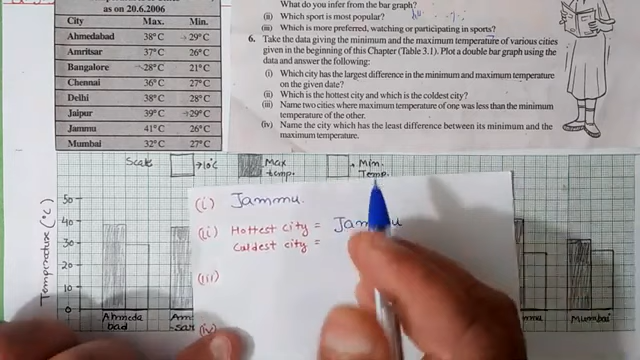 as on 20.6.2006
City Max. Min.
Ahmedabad 38°C 29°C
Amritsar 37°C 26°C
Bangalore 28°C 21°C
Chennai 36°C 27°C
Delhi 38°C 28°C
Jaipur 39°C 29°C
Jammu 41°C 26°C
Mumbai 32°C 27°C
What do you infer from the bar graph?
(ii) Which sport is most popular?
(iii) Which is more preferred, watching or participating in sports?
6. Take the data giving the minimum and the maximum temperature of various cities
given in the beginning of this Chapter (Table 3.1). Plot a double bar graph using the
data and answer the following:
(i) Which city has the largest difference in the minimum and maximum temperature
on the given date?
(ii) Which is the hottest city and which is the coldest city?
(iii) Name two cities where maximum temperature of one was less than the minimum
temperature of the other.
(iv) Name the city which has the least difference between its minimum and the
maximum temperature.
Scale
→10°C
Max
temp.
Min.
Temp.
Temperature (°C)
50
40
30
20
10
0
Ahmeda
bad
Mumbai
(i) Jammu.
(ii) Hottest city = Jammu
Coldest city =
(iii)
(iv)